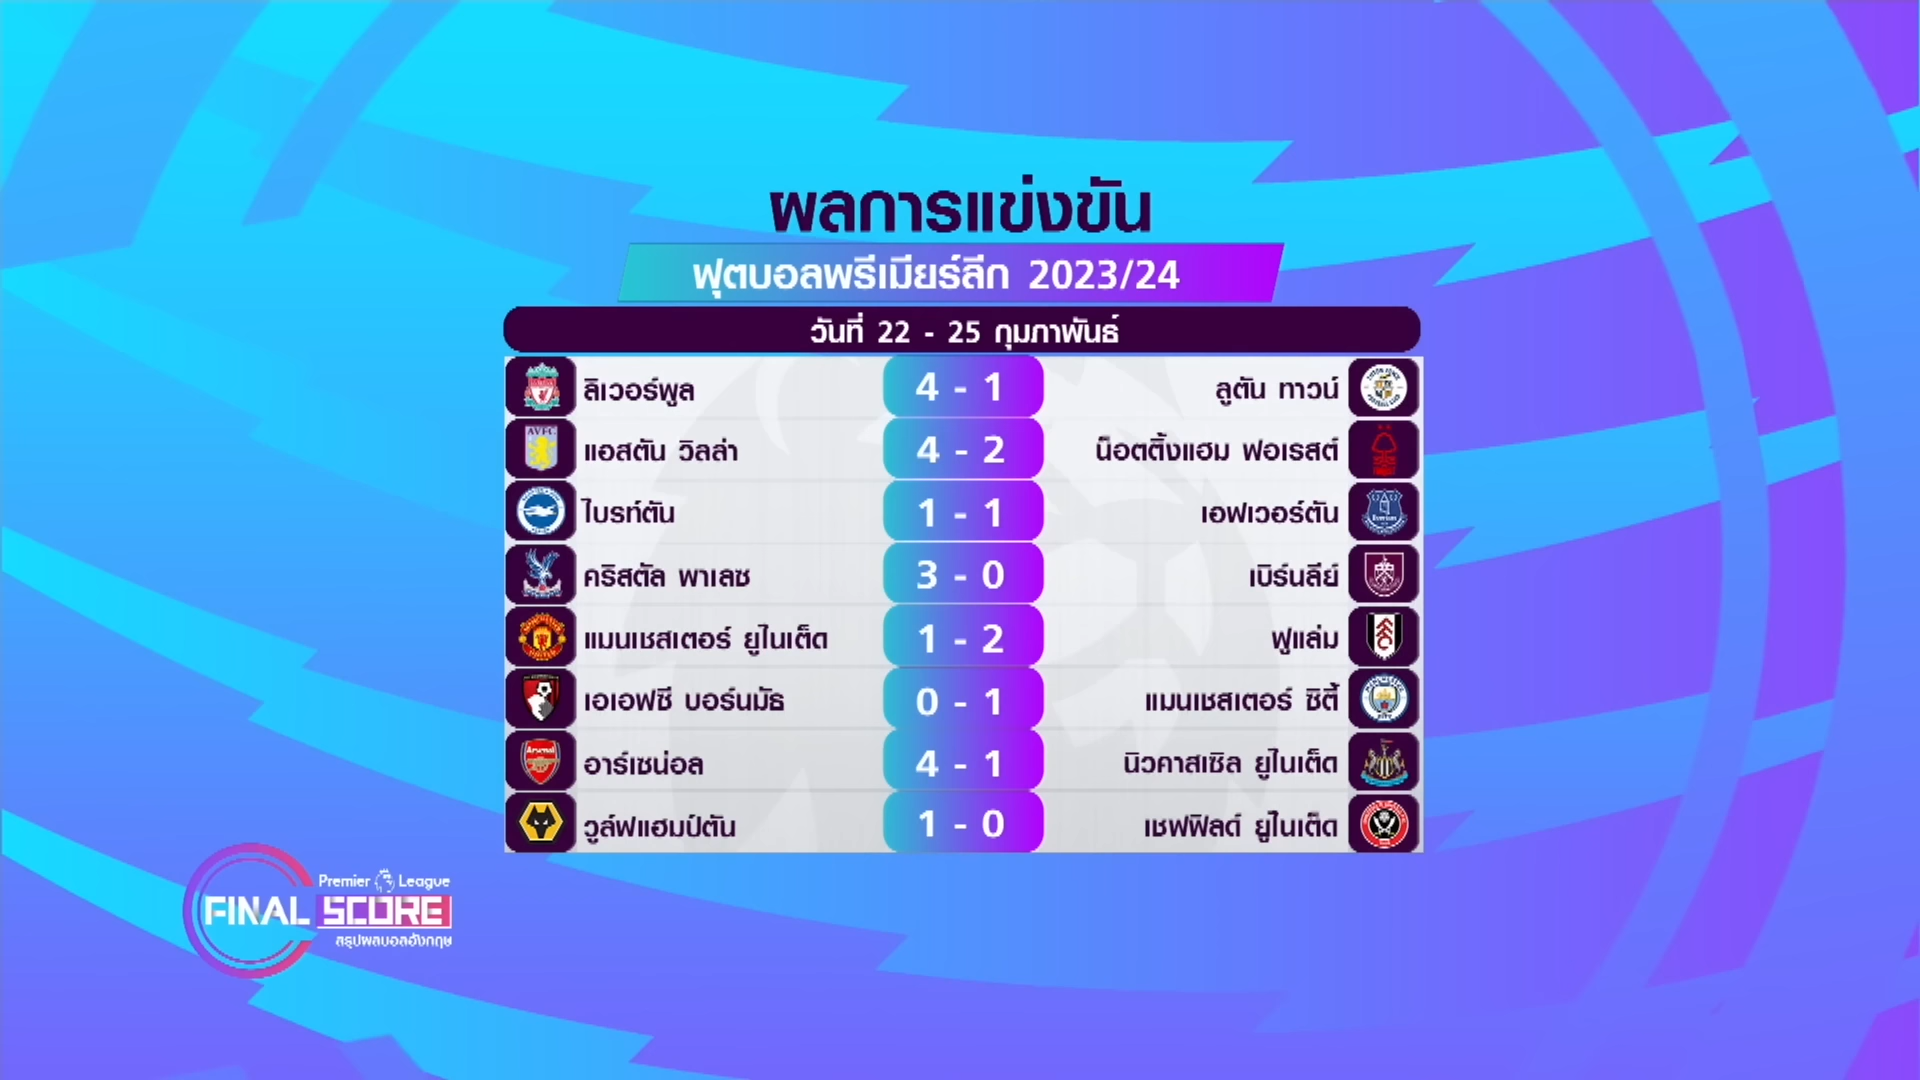 ผลการแข่งขัน
ฟุตบอลพรีเมียร์ลีก 2023/24
วันที่ 22 - 25 กุมภาพันธ์
ลิเวอร์พูล 4 - 1 ลูตัน ทาวน์
แอสตัน วิลล่า 4 - 2 น็อตติ้งแฮม ฟอเรสต์
ไบรท์ตัน 1 - 1 เอฟเวอร์ตัน
คริสตัล พาเลซ 3 - 0 เบิร์นลีย์
แมนเชสเตอร์ ยูไนเต็ด 1 - 2 ฟูแล่ม
เอเอฟซี บอร์นมัธ 0 - 1 แมนเชสเตอร์ ซิตี้
อาร์เซน่อล 4 - 1 นิวคาสเซิล ยูไนเต็ด
วูล์ฟแฮมป์ตัน 1 - 0 เชฟฟิลด์ ยูไนเต็ด
Premier League
FINAL SCORE
สรุปผลบอลอังกฤษ